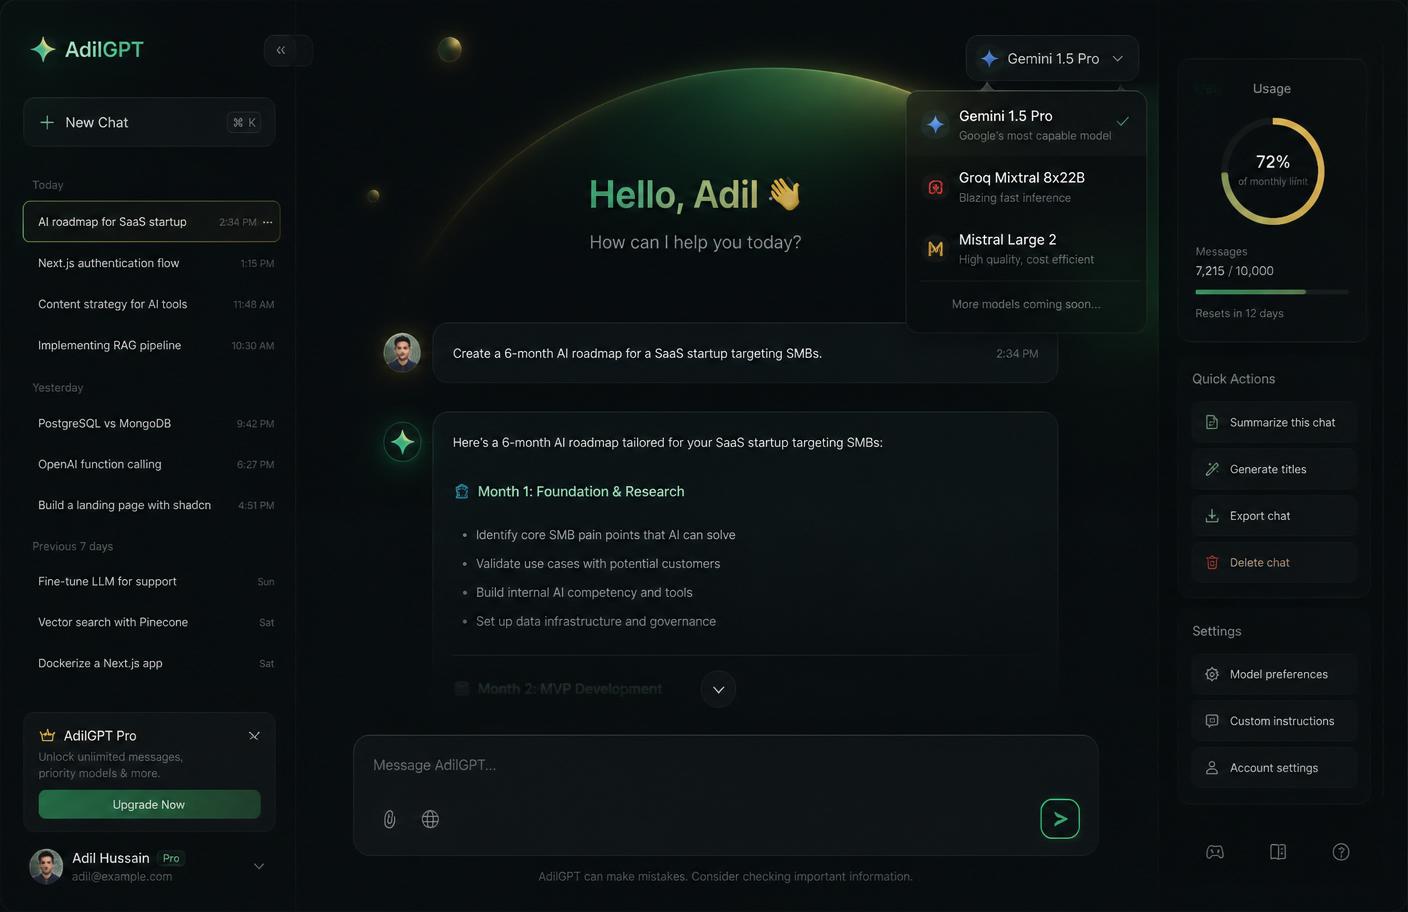 AdilGPT
New Chat
⌘ K
Today
AI roadmap for SaaS startup 2:34 PM ···
Next.js authentication flow 1:15 PM
Content strategy for AI tools 11:48 AM
Implementing RAG pipeline 10:30 AM
Yesterday
PostgreSQL vs MongoDB 9:42 PM
OpenAI function calling 6:27 PM
Build a landing page with shadcn 4:51 PM
Previous 7 days
Fine-tune LLM for support Sun
Vector search with Pinecone Sat
Dockerize a Next.js app Sat
AdilGPT Pro
Unlock unlimited messages,
priority models & more.
Upgrade Now
Adil Hussain Pro
adil@example.com
Hello, Adil 👋
How can I help you today?
Gemini 1.5 Pro
Gemini 1.5 Pro
Google's most capable model
Groq Mixtral 8x22B
Blazing fast inference
Mistral Large 2
High quality, cost efficient
More models coming soon...
Create a 6-month AI roadmap for a SaaS startup targeting SMBs. 2:34 PM
Here's a 6-month AI roadmap tailored for your SaaS startup targeting SMBs:
Month 1: Foundation & Research
• Identify core SMB pain points that AI can solve
• Validate use cases with potential customers
• Build internal AI competency and tools
• Set up data infrastructure and governance
Month 2: MVP Development
Message AdilGPT...
AdilGPT can make mistakes. Consider checking important information.
Usage
72%
of monthly limit
Messages
7,215 / 10,000
Resets in 12 days
Quick Actions
Summarize this chat
Generate titles
Export chat
Delete chat
Settings
Model preferences
Custom instructions
Account settings